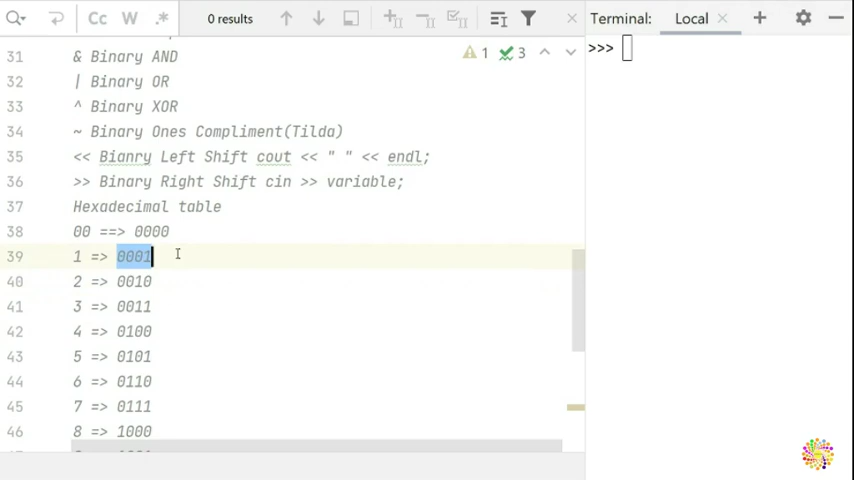 Cc W .* 0 results
Terminal: Local
>>>
31 & Binary AND
1 3
32 | Binary OR
33 ^ Binary XOR
34 ~ Binary Ones Compliment(Tilda)
35 << Bianry Left Shift cout << " " << endl;
36 >> Binary Right Shift cin >> variable;
37 Hexadecimal table
38 00 ==> 0000
39 1 => 0001
40 2 => 0010
41 3 => 0011
42 4 => 0100
43 5 => 0101
44 6 => 0110
45 7 => 0111
46 8 => 1000